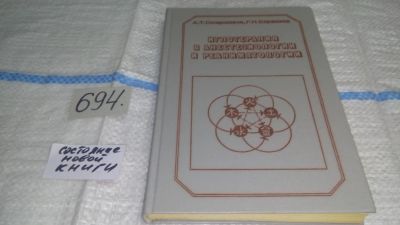 ИГЛОТЕРАПИЯ
В АНЕСТЕЗИОЛОГИИ
И РЕАНИМАТОЛОГИИ
694.
СОСТОЯНИЕ
НОВОЙ
КНИГИ